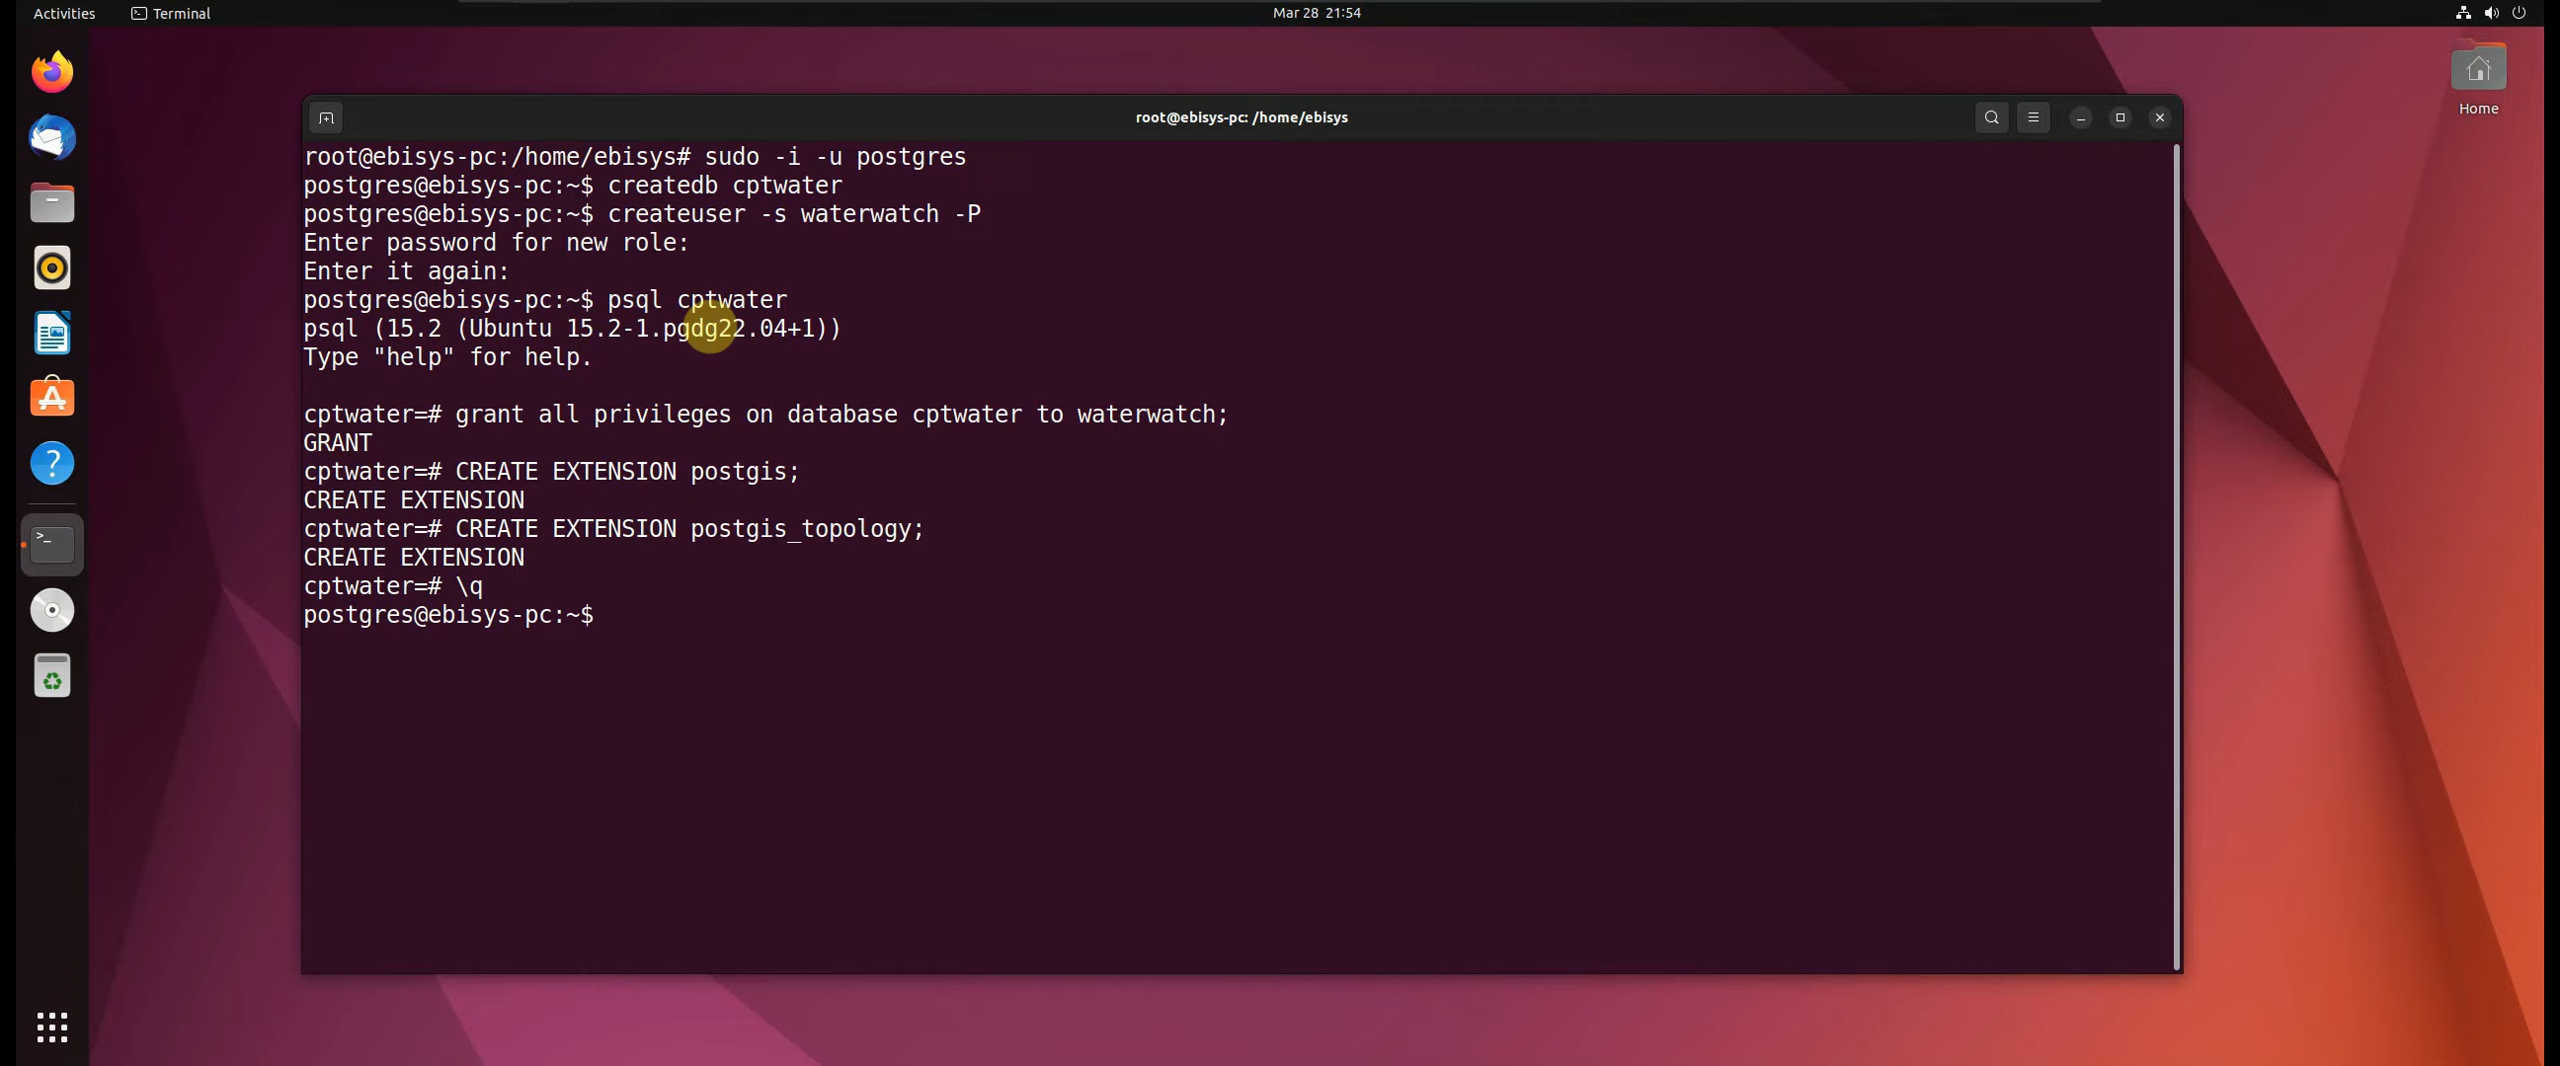 Activities
Terminal
Mar 28 21:54
Home
root@ebisys-pc: /home/ebisys
root@ebisys-pc:/home/ebisys# sudo -i -u postgres
postgres@ebisys-pc:~$ createdb cptwater
postgres@ebisys-pc:~$ createuser -s waterwatch -P
Enter password for new role:
Enter it again:
postgres@ebisys-pc:~$ psql cptwater
psql (15.2 (Ubuntu 15.2-1.pgdg22.04+1))
Type "help" for help.
cptwater=# grant all privileges on database cptwater to waterwatch;
GRANT
cptwater=# CREATE EXTENSION postgis;
CREATE EXTENSION
cptwater=# CREATE EXTENSION postgis_topology;
CREATE EXTENSION
cptwater=# \q
postgres@ebisys-pc:~$